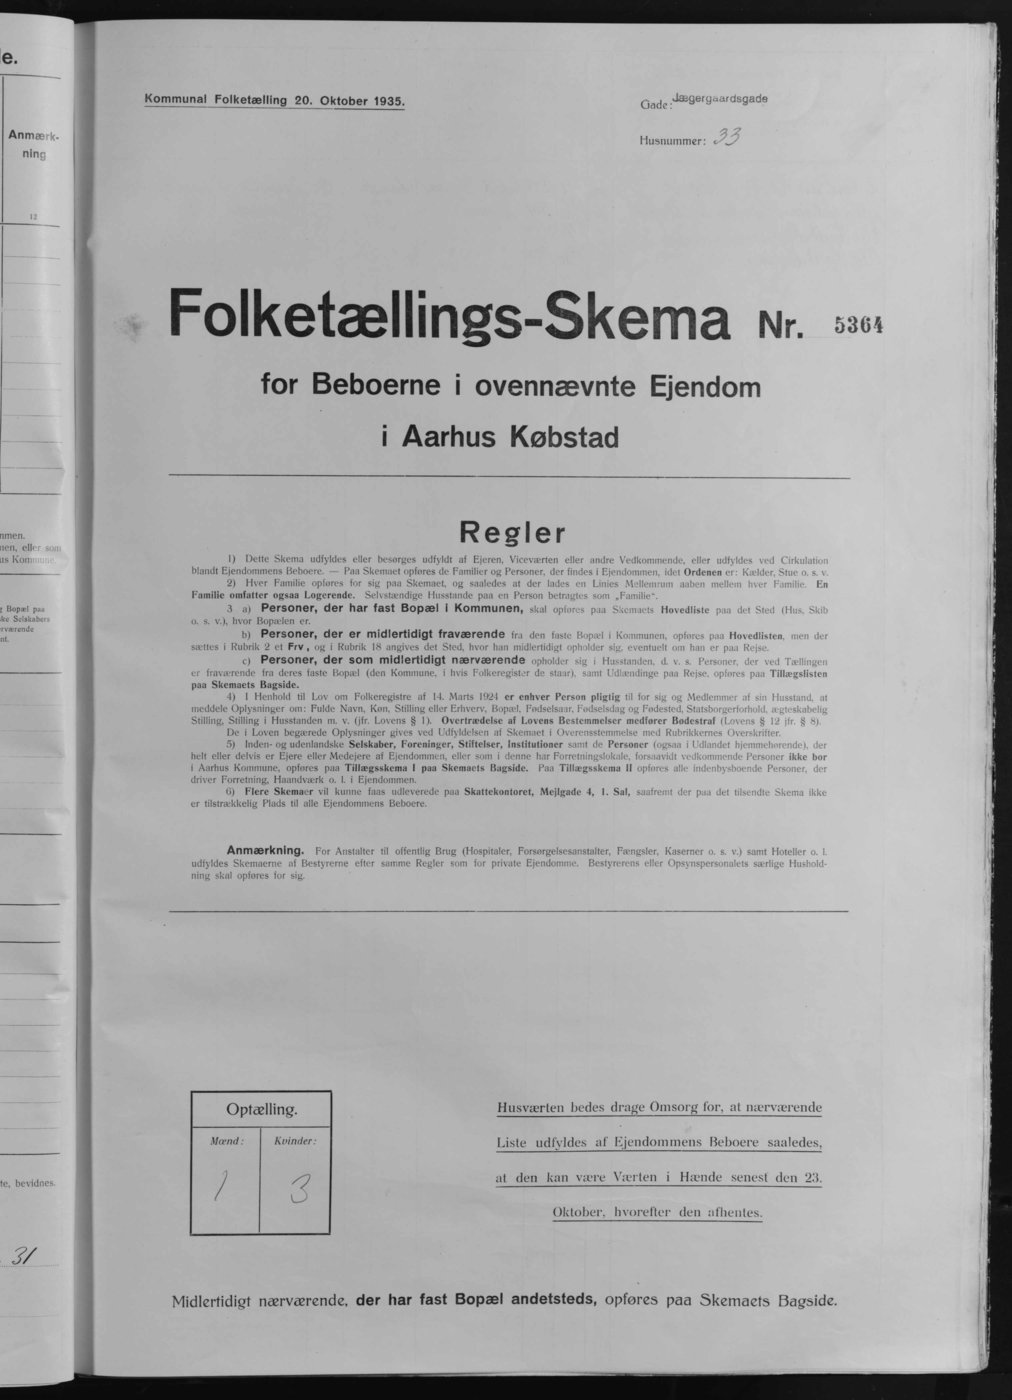 e.
Anmærk-
ning
12
nmen.
nen, eller som
us Kommune.
g Bopæl paa
ke Selskabers
rværende
nt.
te, bevidnes.
31
Kommunal Folketælling 20. Oktober 1935.
Gade: Jægergaardsgade
Husnummer: 33
Folketællings-Skema Nr. 5364
for Beboerne i ovennævnte Ejendom
i Aarhus Købstad
Regler
1) Dette Skema udfyldes eller besørges udfyldt af Ejeren, Viceværten eller andre Vedkommende, eller udfyldes ved Cirkulation
blandt Ejendommens Beboere. — Paa Skemaet opføres de Familier og Personer, der findes i Ejendommen, idet Ordenen er: Kælder, Stue o. s. v.
2) Hver Familie opføres for sig paa Skemaet, og saaledes at der lades en Linies Mellemrum aaben mellem hver Familie. En
Familie omfatter ogsaa Logerende. Selvstændige Husstande paa en Person betragtes som „Familie“.
3 a) Personer, der har fast Bopæl i Kommunen, skal opføres paa Skemaets Hovedliste paa det Sted (Hus, Skib
o. s. v.), hvor Bopælen er.
b) Personer, der er midlertidigt fraværende fra den faste Bopæl i Kommunen, opføres paa Hovedlisten, men der
sættes i Rubrik 2 et Frv., og i Rubrik 18 angives det Sted, hvor han midlertidigt opholder sig, eventuelt om han er paa Rejse.
c) Personer, der som midlertidigt nærværende opholder sig i Husstanden, d. v. s. Personer, der ved Tællingen
er fraværende fra deres faste Bopæl (den Kommune, i hvis Folkeregister de staar), samt Udlændinge paa Rejse, opføres paa Tillægslisten
paa Skemaets Bagside.
4) I Henhold til Lov om Folkeregistre af 14. Marts 1924 er enhver Person pligtig til for sig og Medlemmer af sin Husstand, at
meddele Oplysninger om: Fulde Navn, Køn, Stilling eller Erhverv, Bopæl, Fødselsaar, Fødselsdag og Fødested, Statsborgerforhold, ægteskabelig
Stilling, Stilling i Husstanden m. v. (jfr. Lovens § 1). Overtrædelse af Lovens Bestemmelser medfører Bødestraf (Lovens § 12 jfr. § 8).
De i Loven begærede Oplysninger gives ved Udfyldelsen af Skemaet i Overensstemmelse med Rubrikkernes Overskrifter.
5) Inden- og udenlandske Selskaber, Foreninger, Stiftelser, Institutioner samt de Personer (ogsaa i Udlandet hjemmehørende), der
helt eller delvis er Ejere eller Medejere af Ejendommen, eller som i denne har Forretningslokale, forsaavidt vedkommende Personer ikke bor
i Aarhus Kommune, opføres paa Tillægsskema I paa Skemaets Bagside. Paa Tillægsskema II opføres alle indenbysboende Personer, der
driver Forretning, Haandværk o. l. i Ejendommen.
6) Flere Skemaer vil kunne faas udleverede paa Skattekontoret, Mejlgade 4, 1. Sal, saafremt der paa det tilsendte Skema ikke
er tilstrækkelig Plads til alle Ejendommens Beboere.
Anmærkning. For Anstalter til offentlig Brug (Hospitaler, Forsørgelsesanstalter, Fængsler, Kaserner o. s. v.) samt Hoteller o. l.
udfyldes Skemaerne af Bestyrerne efter samme Regler som for private Ejendomme. Bestyrerens eller Opsynspersonalets særlige Hushold-
ning skal opføres for sig.
Optælling.
Mænd: Kvinder:
1 3
Husværten bedes drage Omsorg for, at nærværende
Liste udfyldes af Ejendommens Beboere saaledes,
at den kan være Værten i Hænde senest den 23.
Oktober, hvorefter den afhentes.
Midlertidigt nærværende, der har fast Bopæl andetsteds, opføres paa Skemaets Bagside.